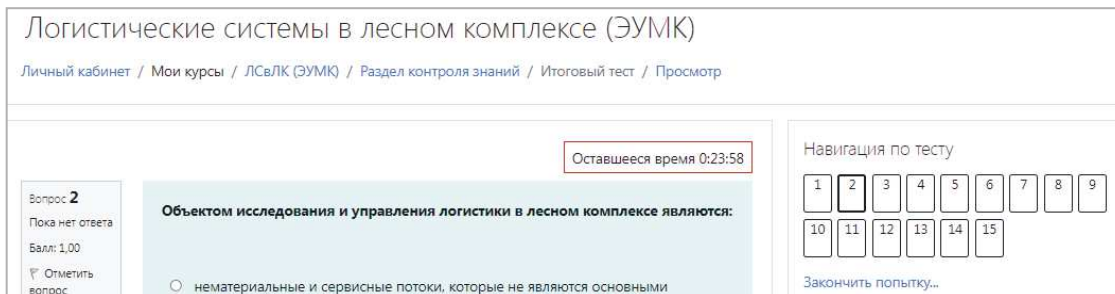 Логистические системы в лесном комплексе (ЭУМК)
Личный кабинет / Мои курсы / ЛСвЛК (ЭУМК) / Раздел контроля знаний / Итоговый тест / Просмотр
Оставшееся время 0:23:58
Вопрос 2
Пока нет ответа
Балл: 1,00
Отметить
вопрос
Объектом исследования и управления логистики в лесном комплексе являются:
нематериальные и сервисные потоки, которые не являются основными
Навигация по тесту
1 2 3 4 5 6 7 8 9
10 11 12 13 14 15
Закончить попытку...